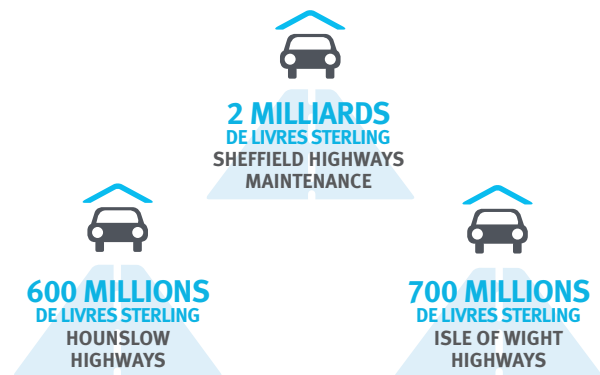 2 MILLIARDS
DE LIVRES STERLING
SHEFFIELD HIGHWAYS
MAINTENANCE
600 MILLIONS
DE LIVRES STERLING
HOUNSLOW
HIGHWAYS
700 MILLIONS
DE LIVRES STERLING
ISLE OF WIGHT
HIGHWAYS